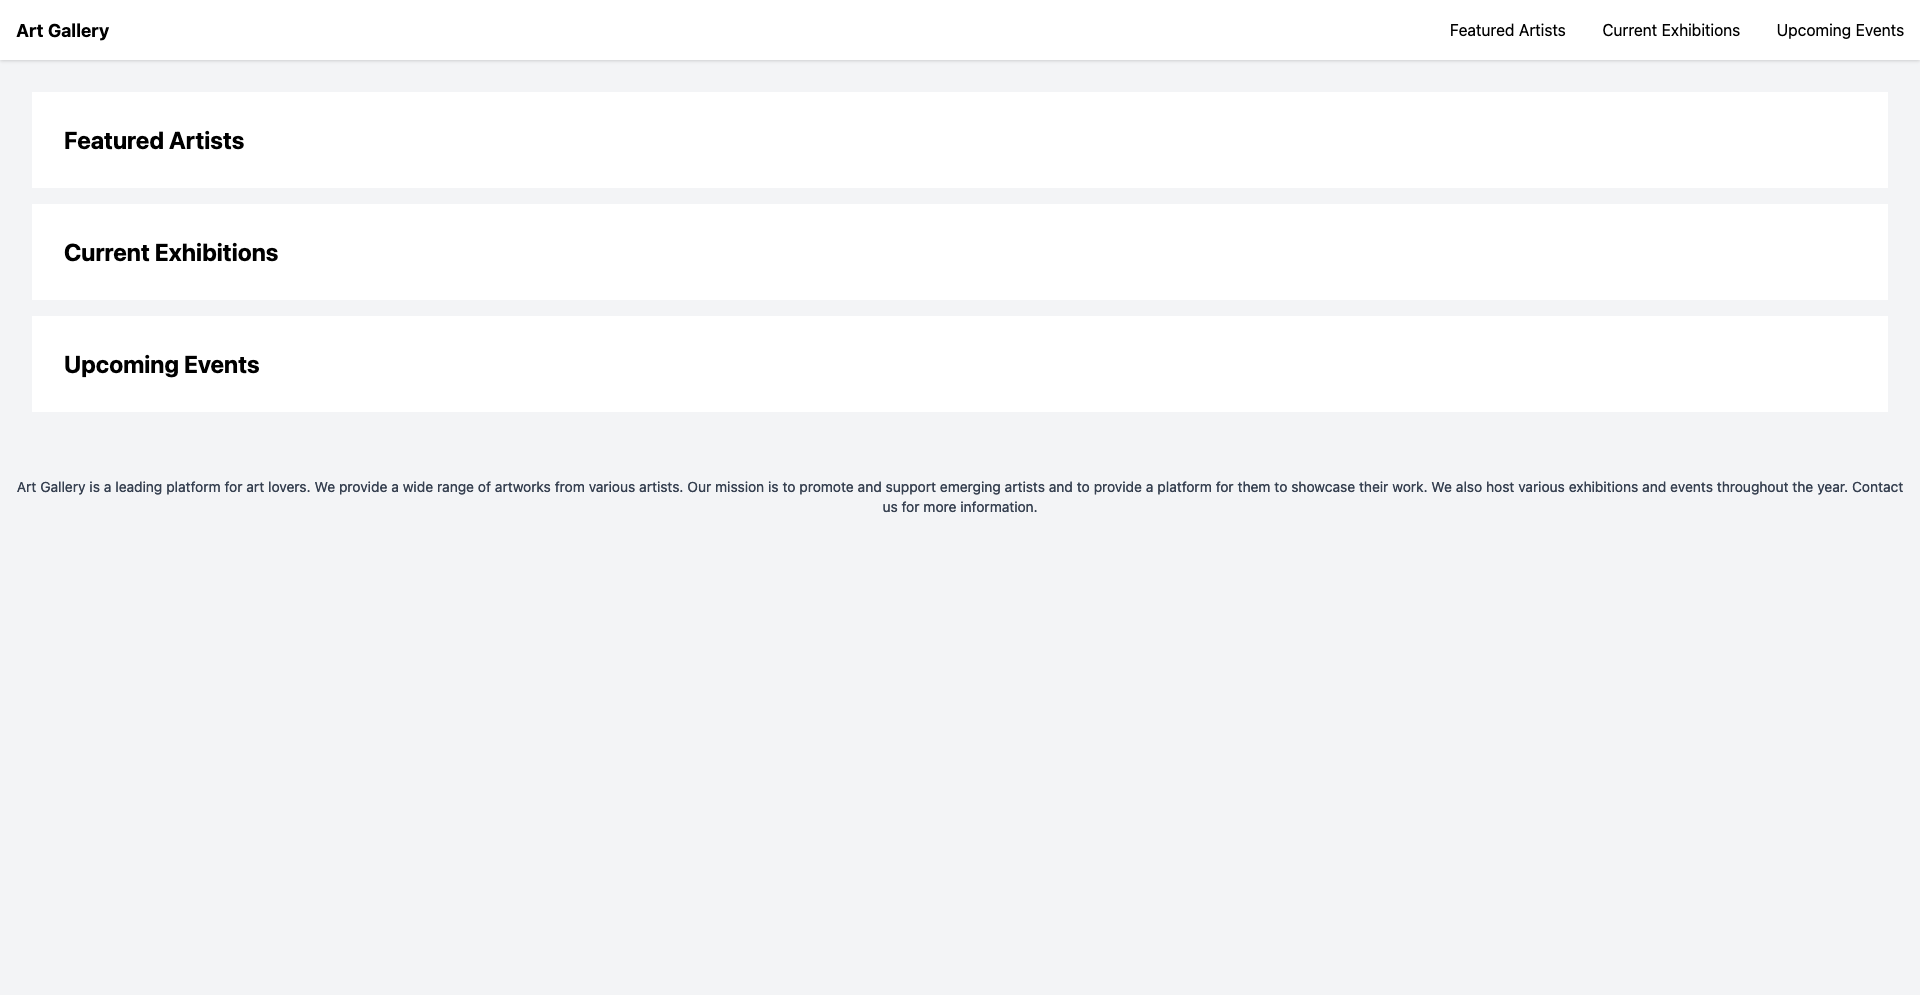 Art Gallery
Featured Artists
Current Exhibitions
Upcoming Events
Featured Artists
Current Exhibitions
Upcoming Events
Art Gallery is a leading platform for art lovers. We provide a wide range of artworks from various artists. Our mission is to promote and support emerging artists and to provide a platform for them to showcase their work. We also host various exhibitions and events throughout the year. Contact
us for more information.